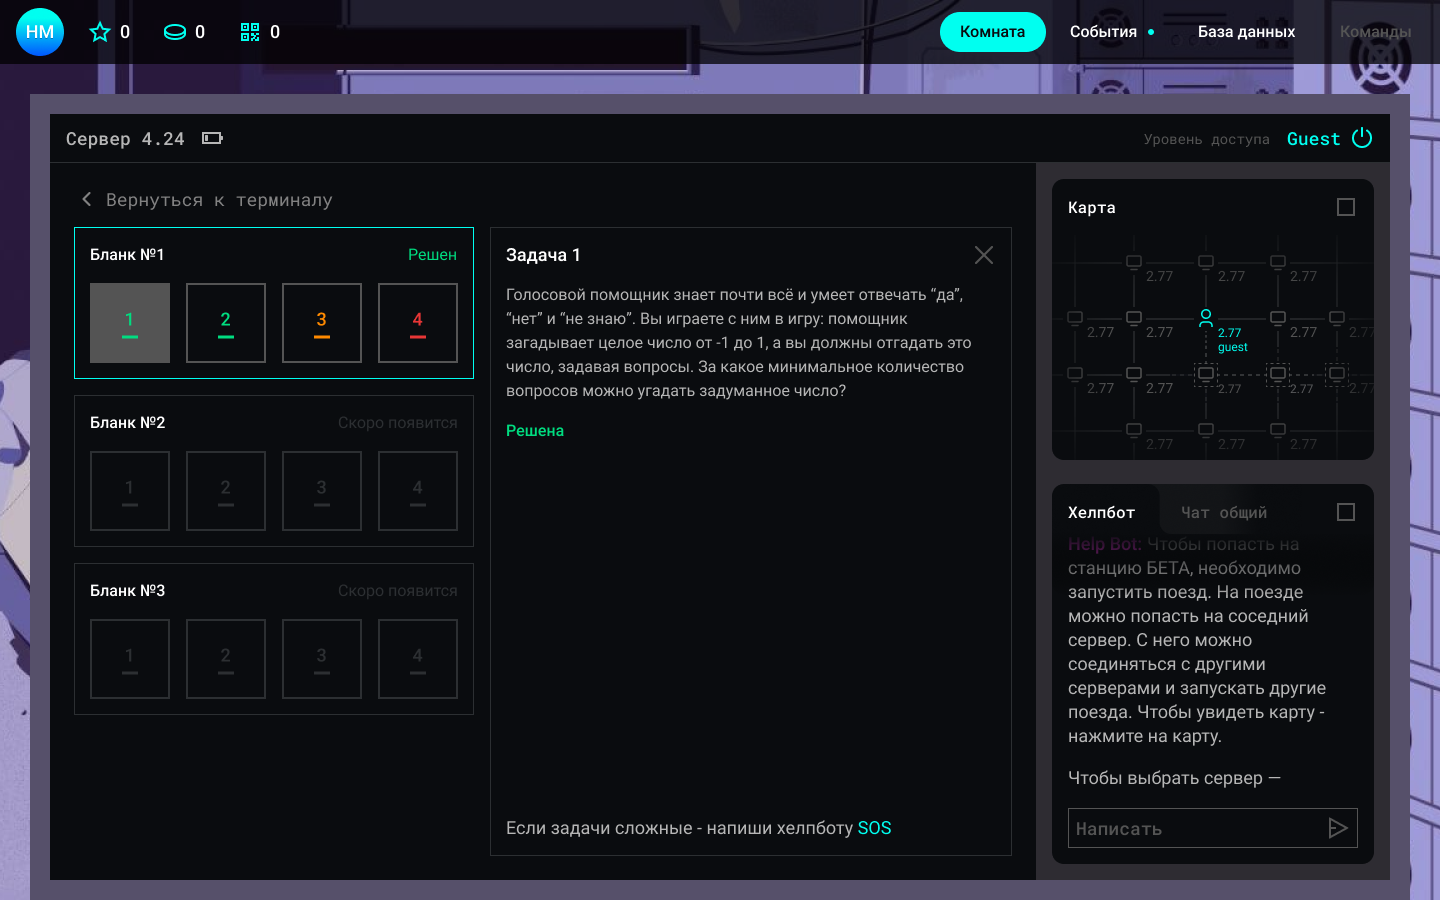 НМ 0 0 0 Комната События База данных Команды
Сервер 4.24 Уровень доступа Guest
Вернуться к терминалу
Бланк №1 Решен
1 2 3 4
Бланк №2 Скоро появится
1 2 3 4
Бланк №3 Скоро появится
1 2 3 4
Задача 1
Голосовой помощник знает почти всё и умеет отвечать “да”,
“нет” и “не знаю”. Вы играете с ним в игру: помощник
загадывает целое число от -1 до 1, а вы должны отгадать это
число, задавая вопросы. За какое минимальное количество
вопросов можно угадать задуманное число?
Решена
Если задачи сложные - напиши хелпботу SOS
Карта
2.77 2.77 2.77
2.77 2.77 2.77 2.77 2.77
guest
2.77 2.77 2.77 2.77 2.77
2.77 2.77 2.77
Хелпбот Чат общий
Help Bot: Чтобы попасть на
станцию БЕТА, необходимо
запустить поезд. На поезде
можно попасть на соседний
сервер. С него можно
соединяться с другими
серверами и запускать другие
поезда. Чтобы увидеть карту -
нажмите на карту.
Чтобы выбрать сервер —
Написать